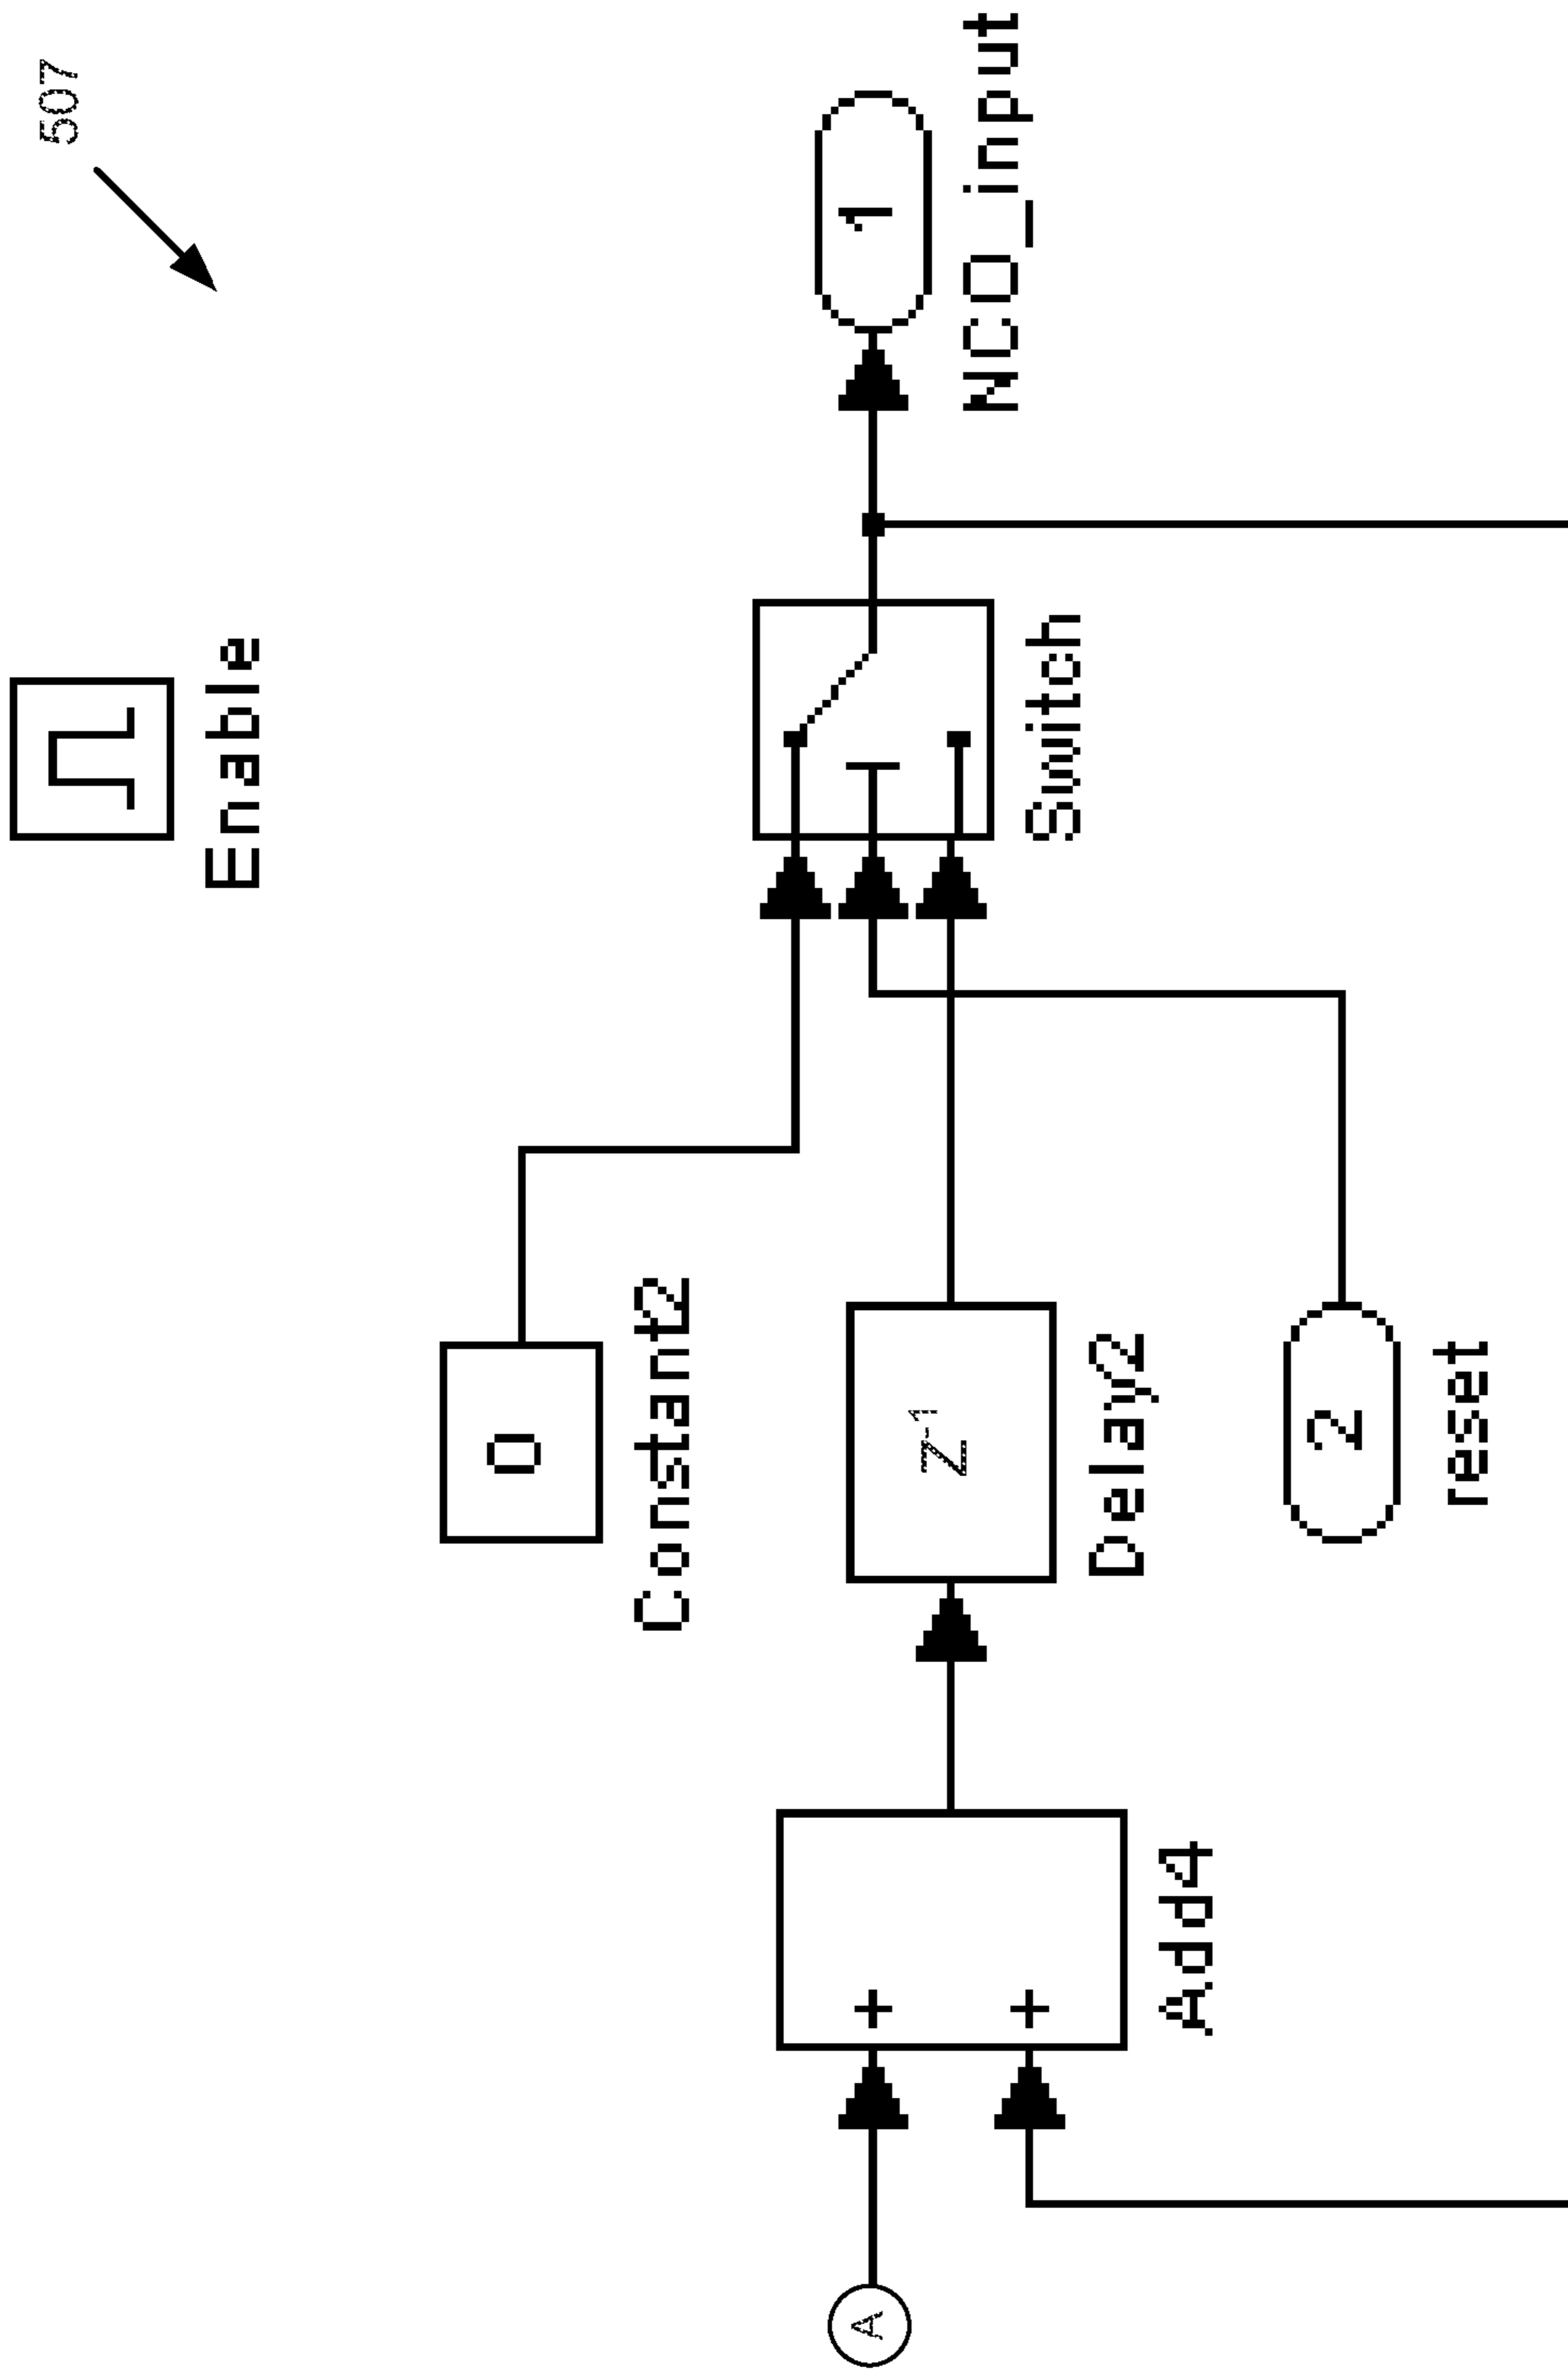 507
Enable
0
Constant2
A
+
+
Add4
z-1
Delay2
2
reset
Switch
1
NCO_input